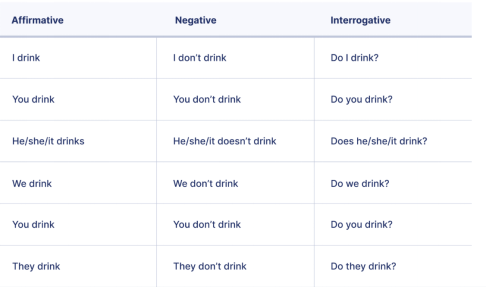 Affirmative Negative Interrogative
I drink I don't drink Do I drink?
You drink You don't drink Do you drink?
He/she/it drinks He/she/it doesn't drink Does he/she/it drink?
We drink We don't drink Do we drink?
You drink You don't drink Do you drink?
They drink They don't drink Do they drink?